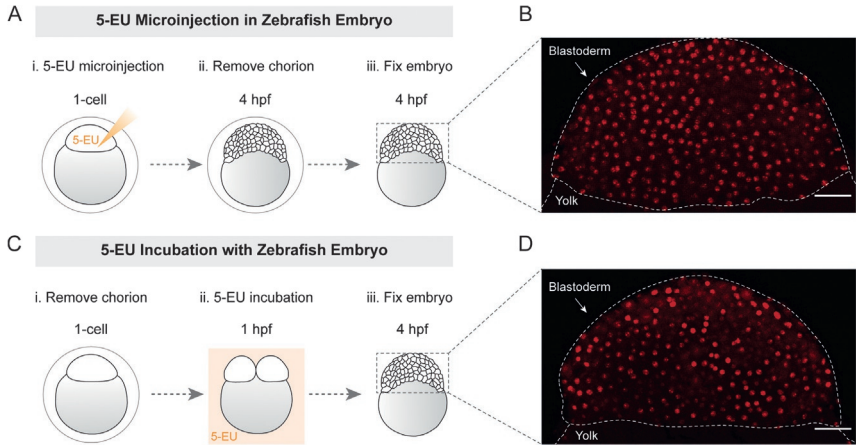 A
5-EU Microinjection in Zebrafish Embryo
i. 5-EU microinjection
ii. Remove chorion
iii. Fix embryo
1-cell
4 hpf
4 hpf
5-EU
B
Blastoderm
Yolk
C
5-EU Incubation with Zebrafish Embryo
i. Remove chorion
ii. 5-EU incubation
iii. Fix embryo
1-cell
1 hpf
4 hpf
5-EU
D
Blastoderm
Yolk